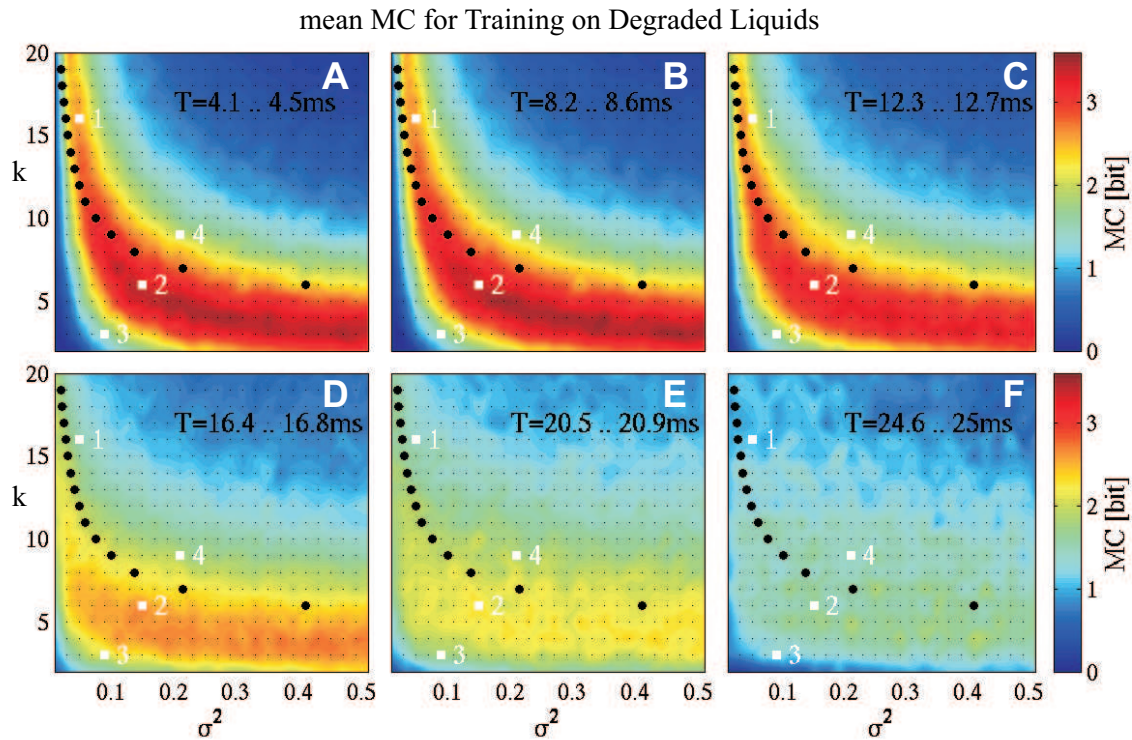 mean MC for Training on Degraded Liquids
A
B
C
T=4.1 .. 4.5ms
T=8.2 .. 8.6ms
T=12.3 .. 12.7ms
20
15
10
5
k
1
2
3
4
1
2
3
4
1
2
3
4
3
2
1
0
MC [bit]
D
E
F
T=16.4 .. 16.8ms
T=20.5 .. 20.9ms
T=24.6 .. 25ms
20
15
10
5
k
1
2
3
4
1
2
3
4
1
2
3
4
3
2
1
0
MC [bit]
0.1 0.2 0.3 0.4 0.5
0.1 0.2 0.3 0.4 0.5
0.1 0.2 0.3 0.4 0.5
σ²
σ²
σ²